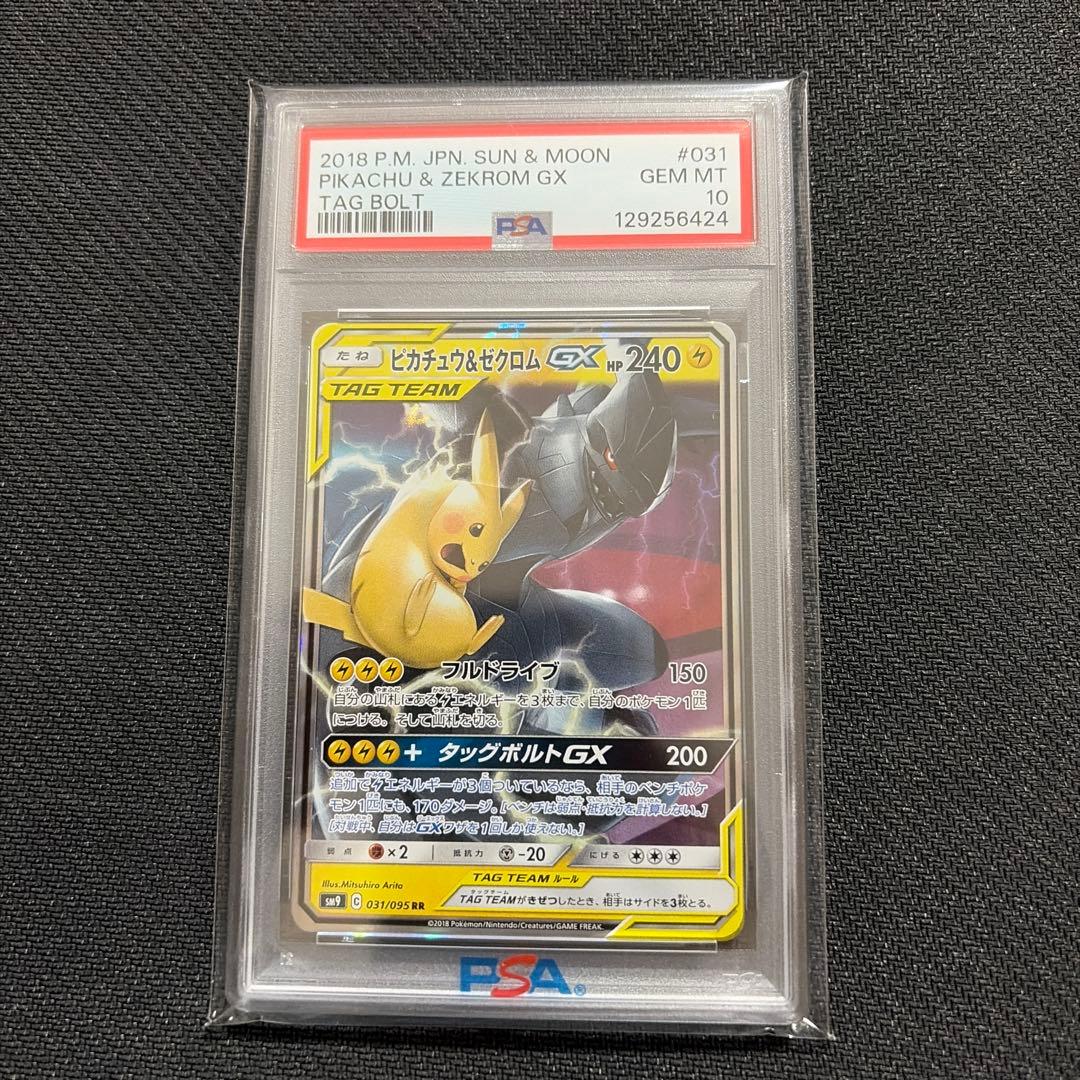 2018 P.M. JPN. SUN & MOON #031
PIKACHU & ZEKROM GX GEM MT
TAG BOLT 10
PSA 129256424
たね ピカチュウ&ゼクロム GX HP 240
TAG TEAM
フルドライブ 150
自分の山札にあるエネルギーを3枚まで、自分のポケモン1匹
につける。そして山札を切る。
+ タッグボルトGX 200
追加でエネルギーが3個ついているなら、相手のベンチポケ
モン1匹にも、170ダメージ。[ベンチは弱点・抵抗力を計算しない。]
[対戦中、自分はGXワザを1回しか使えない。]
弱点 ×2 抵抗力 -20 にげる
TAG TEAM ルール
Illus.Mitsuhiro Arita
TAG TEAMがきぜつしたとき、相手はサイドを3枚とる。
SM9 C 031/095 RR
©2018 Pokémon/Nintendo/Creatures/GAME FREAK.
PSA®